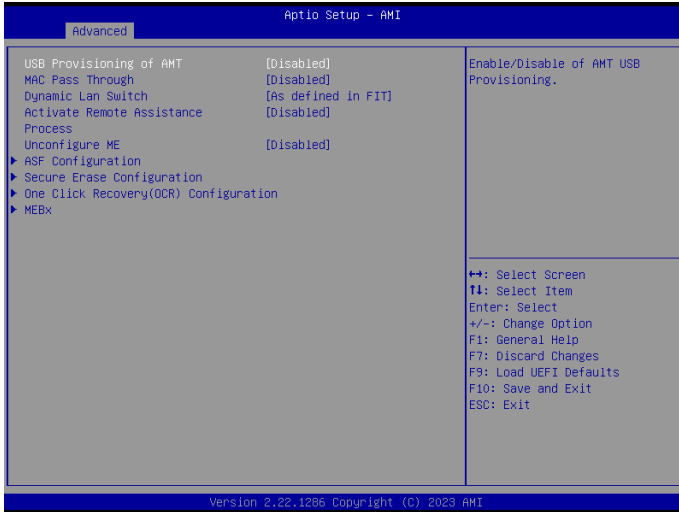 Aptio Setup – AMI
Advanced
USB Provisioning of AMT [Disabled]
MAC Pass Through [Disabled]
Dynamic Lan Switch [As defined in FIT]
Activate Remote Assistance [Disabled]
Process
Unconfigure ME [Disabled]
ASF Configuration
Secure Erase Configuration
One Click Recovery(OCR) Configuration
MEBx
Enable/Disable of AMT USB
Provisioning.
↔: Select Screen
↑↓: Select Item
Enter: Select
+/-: Change Option
F1: General Help
F7: Discard Changes
F9: Load UEFI Defaults
F10: Save and Exit
ESC: Exit
Version 2.22.1286 Copyright (C) 2023 AMI